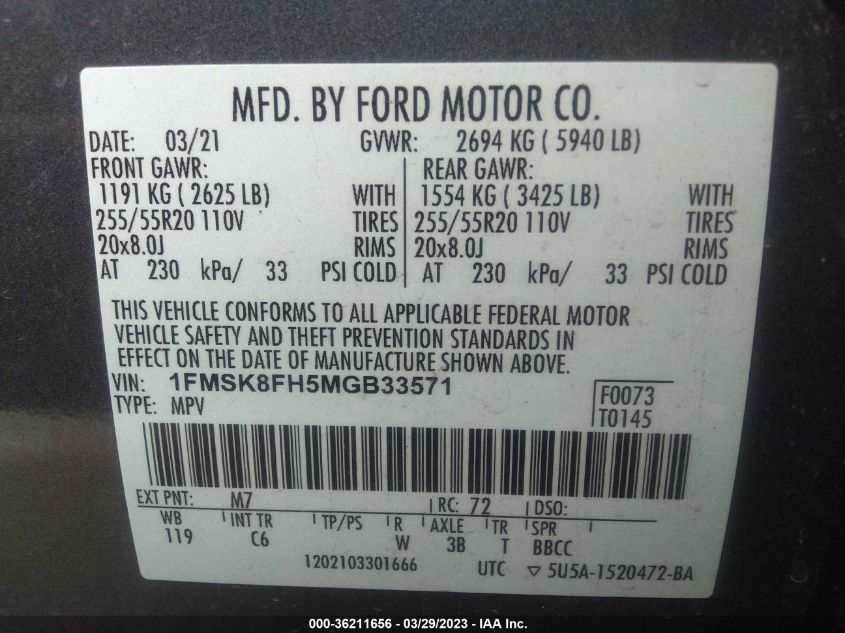 MFD. BY FORD MOTOR CO.
DATE: 03/21 GVWR: 2694 KG ( 5940 LB)
FRONT GAWR: REAR GAWR:
1191 KG ( 2625 LB) WITH 1554 KG ( 3425 LB) WITH
255/55R20 110V TIRES 255/55R20 110V TIRES
20x8.0J RIMS 20x8.0J RIMS
AT 230 kPa/ 33 PSI COLD AT 230 kPa/ 33 PSI COLD
THIS VEHICLE CONFORMS TO ALL APPLICABLE FEDERAL MOTOR
VEHICLE SAFETY AND THEFT PREVENTION STANDARDS IN
EFFECT ON THE DATE OF MANUFACTURE SHOWN ABOVE.
VIN: 1FMSK8FH5MGB33571
TYPE: MPV
F0073
T0145
EXT PNT: M7 RC: 72 DSO:
WB INT TR TP/PS R AXLE TR SPR
119 C6 W 3B T BBCC
1202103301666 UTC ▽ 5U5A-1520472-BA
000-36211656 — 03/29/2023 — IAA Inc.